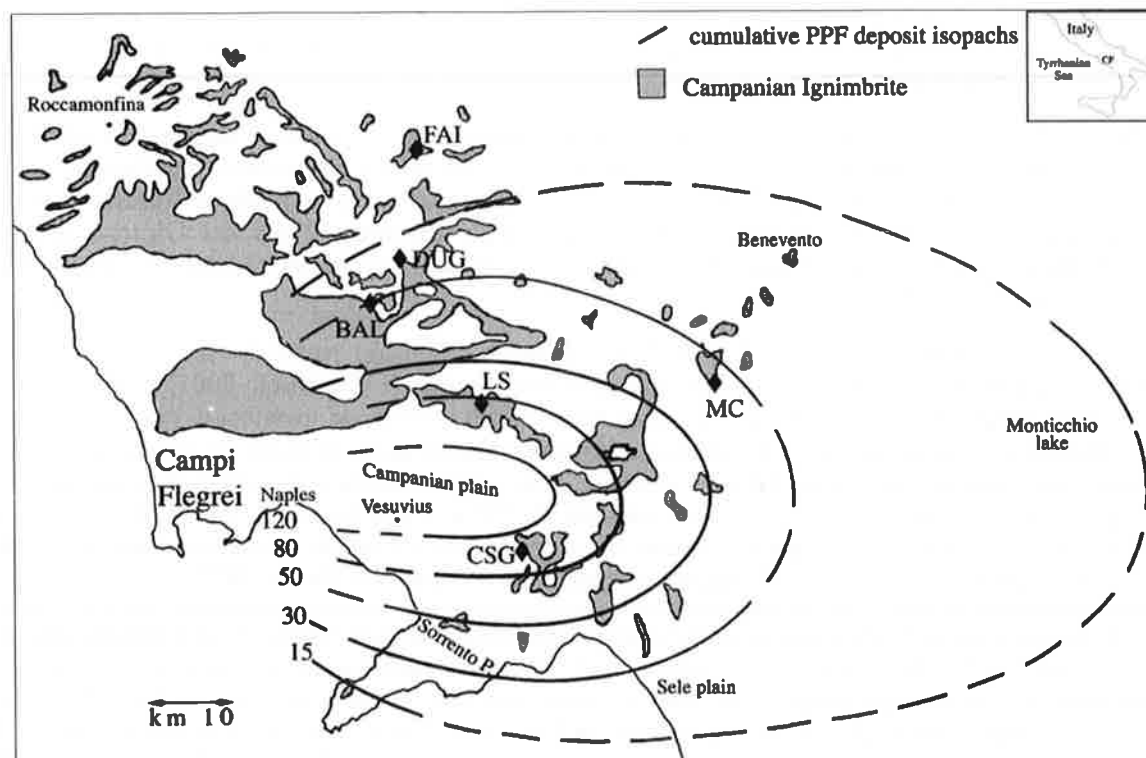 cumulative PPF deposit isopachs
Campanian Ignimbrite
Italy
CF
Tyrrhenian
Sea
Roccamonfina
FAI
Benevento
DUG
BAL
LS
MC
Monticchio
lake
Campi
Flegrei
Campanian plain
Vesuvius
Naples
120
80
50
30
15
CSG
Sorrento P.
Sele plain
km 10